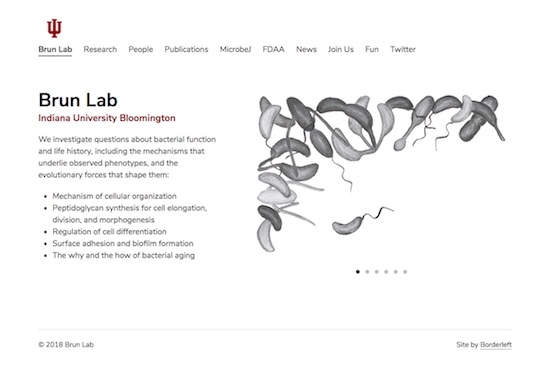 Brun Lab Research People Publications MicrobeJ FDAA News Join Us Fun Twitter
Brun Lab
Indiana University Bloomington
We investigate questions about bacterial function
and life history, including the mechanisms that
underlie observed phenotypes, and the
evolutionary forces that shape them:
• Mechanism of cellular organization
• Peptidoglycan synthesis for cell elongation,
division, and morphogenesis
• Regulation of cell differentiation
• Surface adhesion and biofilm formation
• The why and the how of bacterial aging
© 2018 Brun Lab
Site by Borderleft